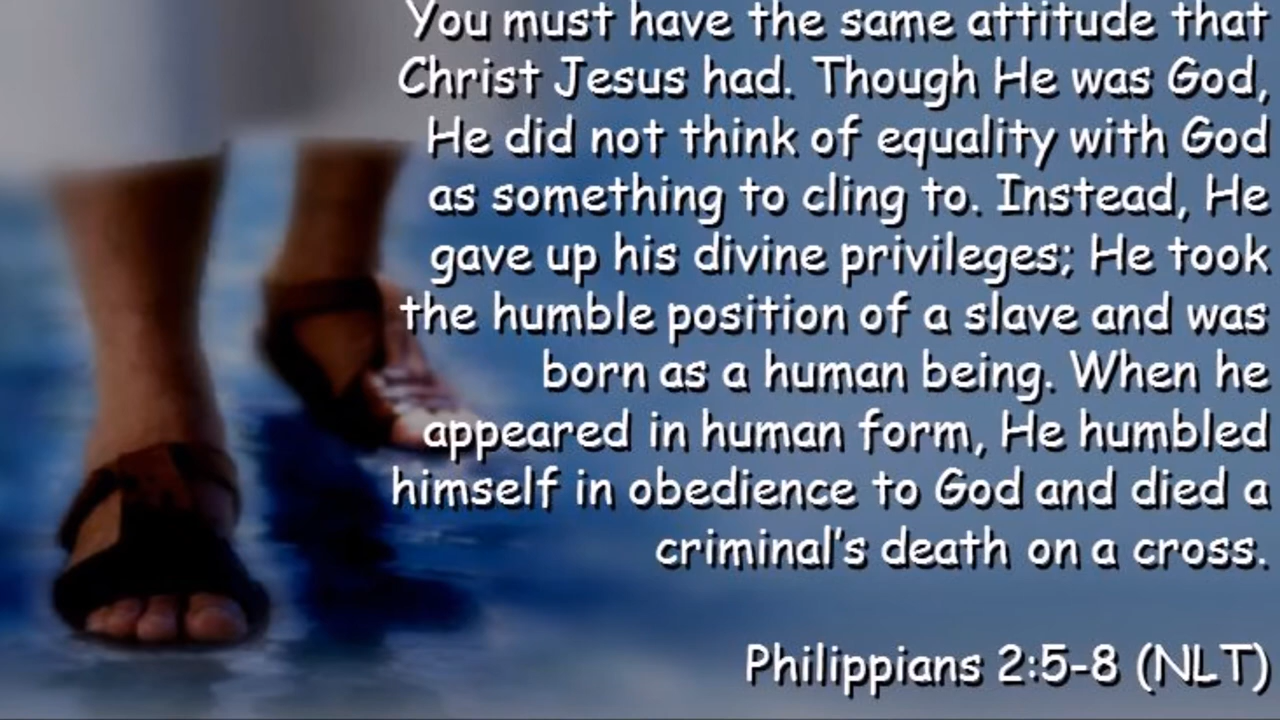 You must have the same attitude that
Christ Jesus had. Though He was God,
He did not think of equality with God
as something to cling to. Instead, He
gave up his divine privileges; He took
the humble position of a slave and was
born as a human being. When he
appeared in human form, He humbled
himself in obedience to God and died a
criminal's death on a cross.
Philippians 2:5-8 (NLT)